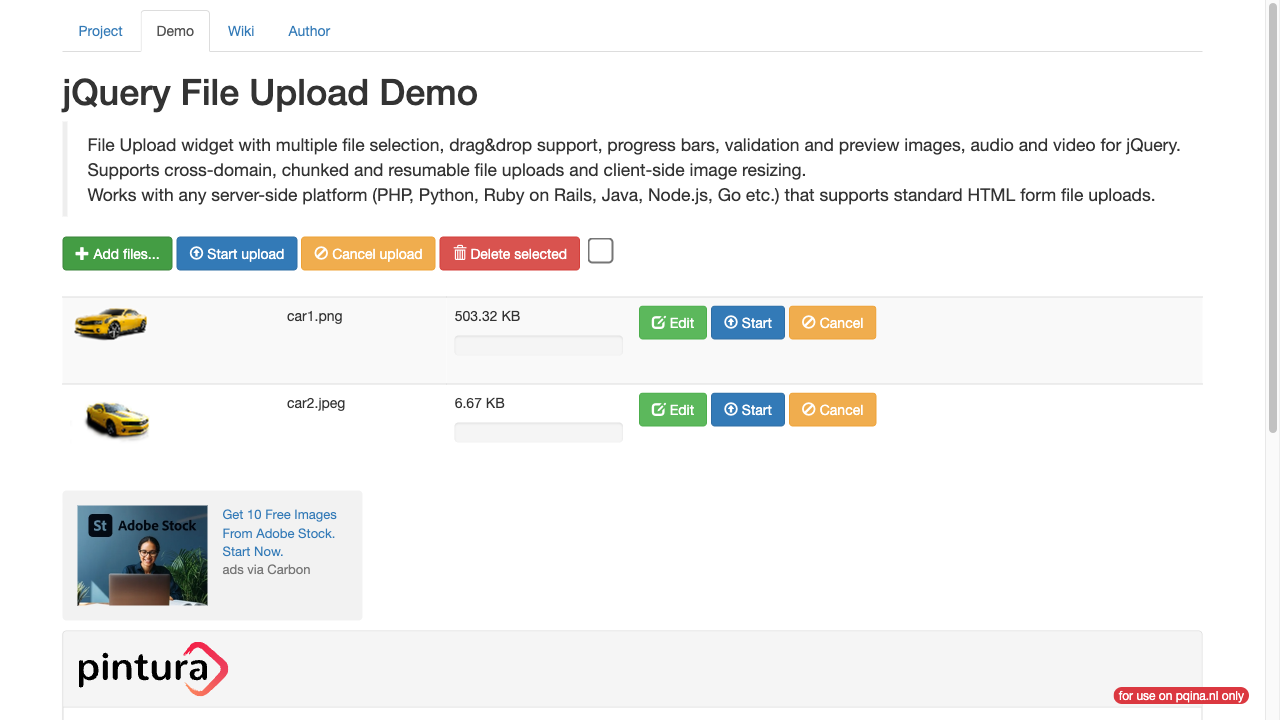 Project Demo Wiki Author
jQuery File Upload Demo
File Upload widget with multiple file selection, drag&drop support, progress bars, validation and preview images, audio and video for jQuery.
Supports cross-domain, chunked and resumable file uploads and client-side image resizing.
Works with any server-side platform (PHP, Python, Ruby on Rails, Java, Node.js, Go etc.) that supports standard HTML form file uploads.
Add files... Start upload Cancel upload Delete selected
car1.png 503.32 KB Edit Start Cancel
car2.jpeg 6.67 KB Edit Start Cancel
St Adobe Stock
Get 10 Free Images
From Adobe Stock.
Start Now.
ads via Carbon
pintura
for use on pqina.nl only